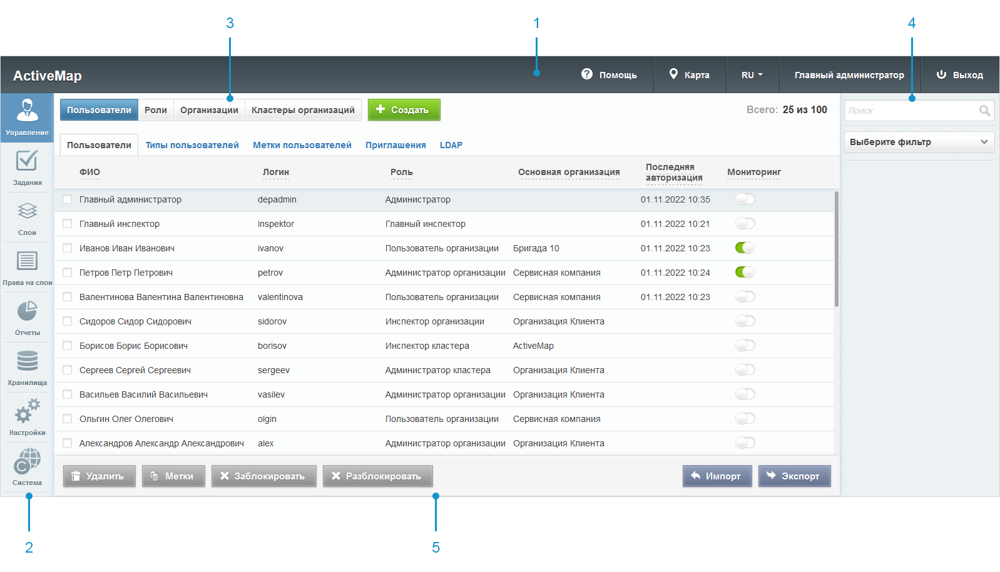 3 1 4
ActiveMap Помощь Карта RU Главный администратор Выход
Пользователи Роли Организации Кластеры организаций Создать Всего: 25 из 100 Поиск
Пользователи Типы пользователей Метки пользователей Приглашения LDAP Выберите фильтр
ФИО Логин Роль Основная организация Последняя авторизация Мониторинг
Главный администратор depadmin Администратор 01.11.2022 10:35
Главный инспектор inspektor Главный инспектор 01.11.2022 10:21
Иванов Иван Иванович ivanov Пользователь организации Бригада 10 01.11.2022 10:23
Петров Петр Петрович petrov Администратор организации Сервисная компания 01.11.2022 10:24
Валентинова Валентина Валентиновна valentinova Пользователь организации Сервисная компания 01.11.2022 10:23
Сидоров Сидор Сидорович sidorov Инспектор организации Организация Клиента
Борисов Борис Борисович borisov Инспектор кластера ActiveMap
Сергеев Сергей Сергеевич sergeev Администратор кластера Организация Клиента
Васильев Василий Васильевич vasilev Администратор организации Организация Клиента
Ольгин Олег Олегович olgin Пользователь организации Сервисная компания
Александров Александр Александрович alex Администратор организации Организация Клиента
Удалить Метки Заблокировать Разблокировать Импорт Экспорт
Управление
Задания
Слои
Права на слои
Отчеты
Хранилища
Настройки
Система
2 5